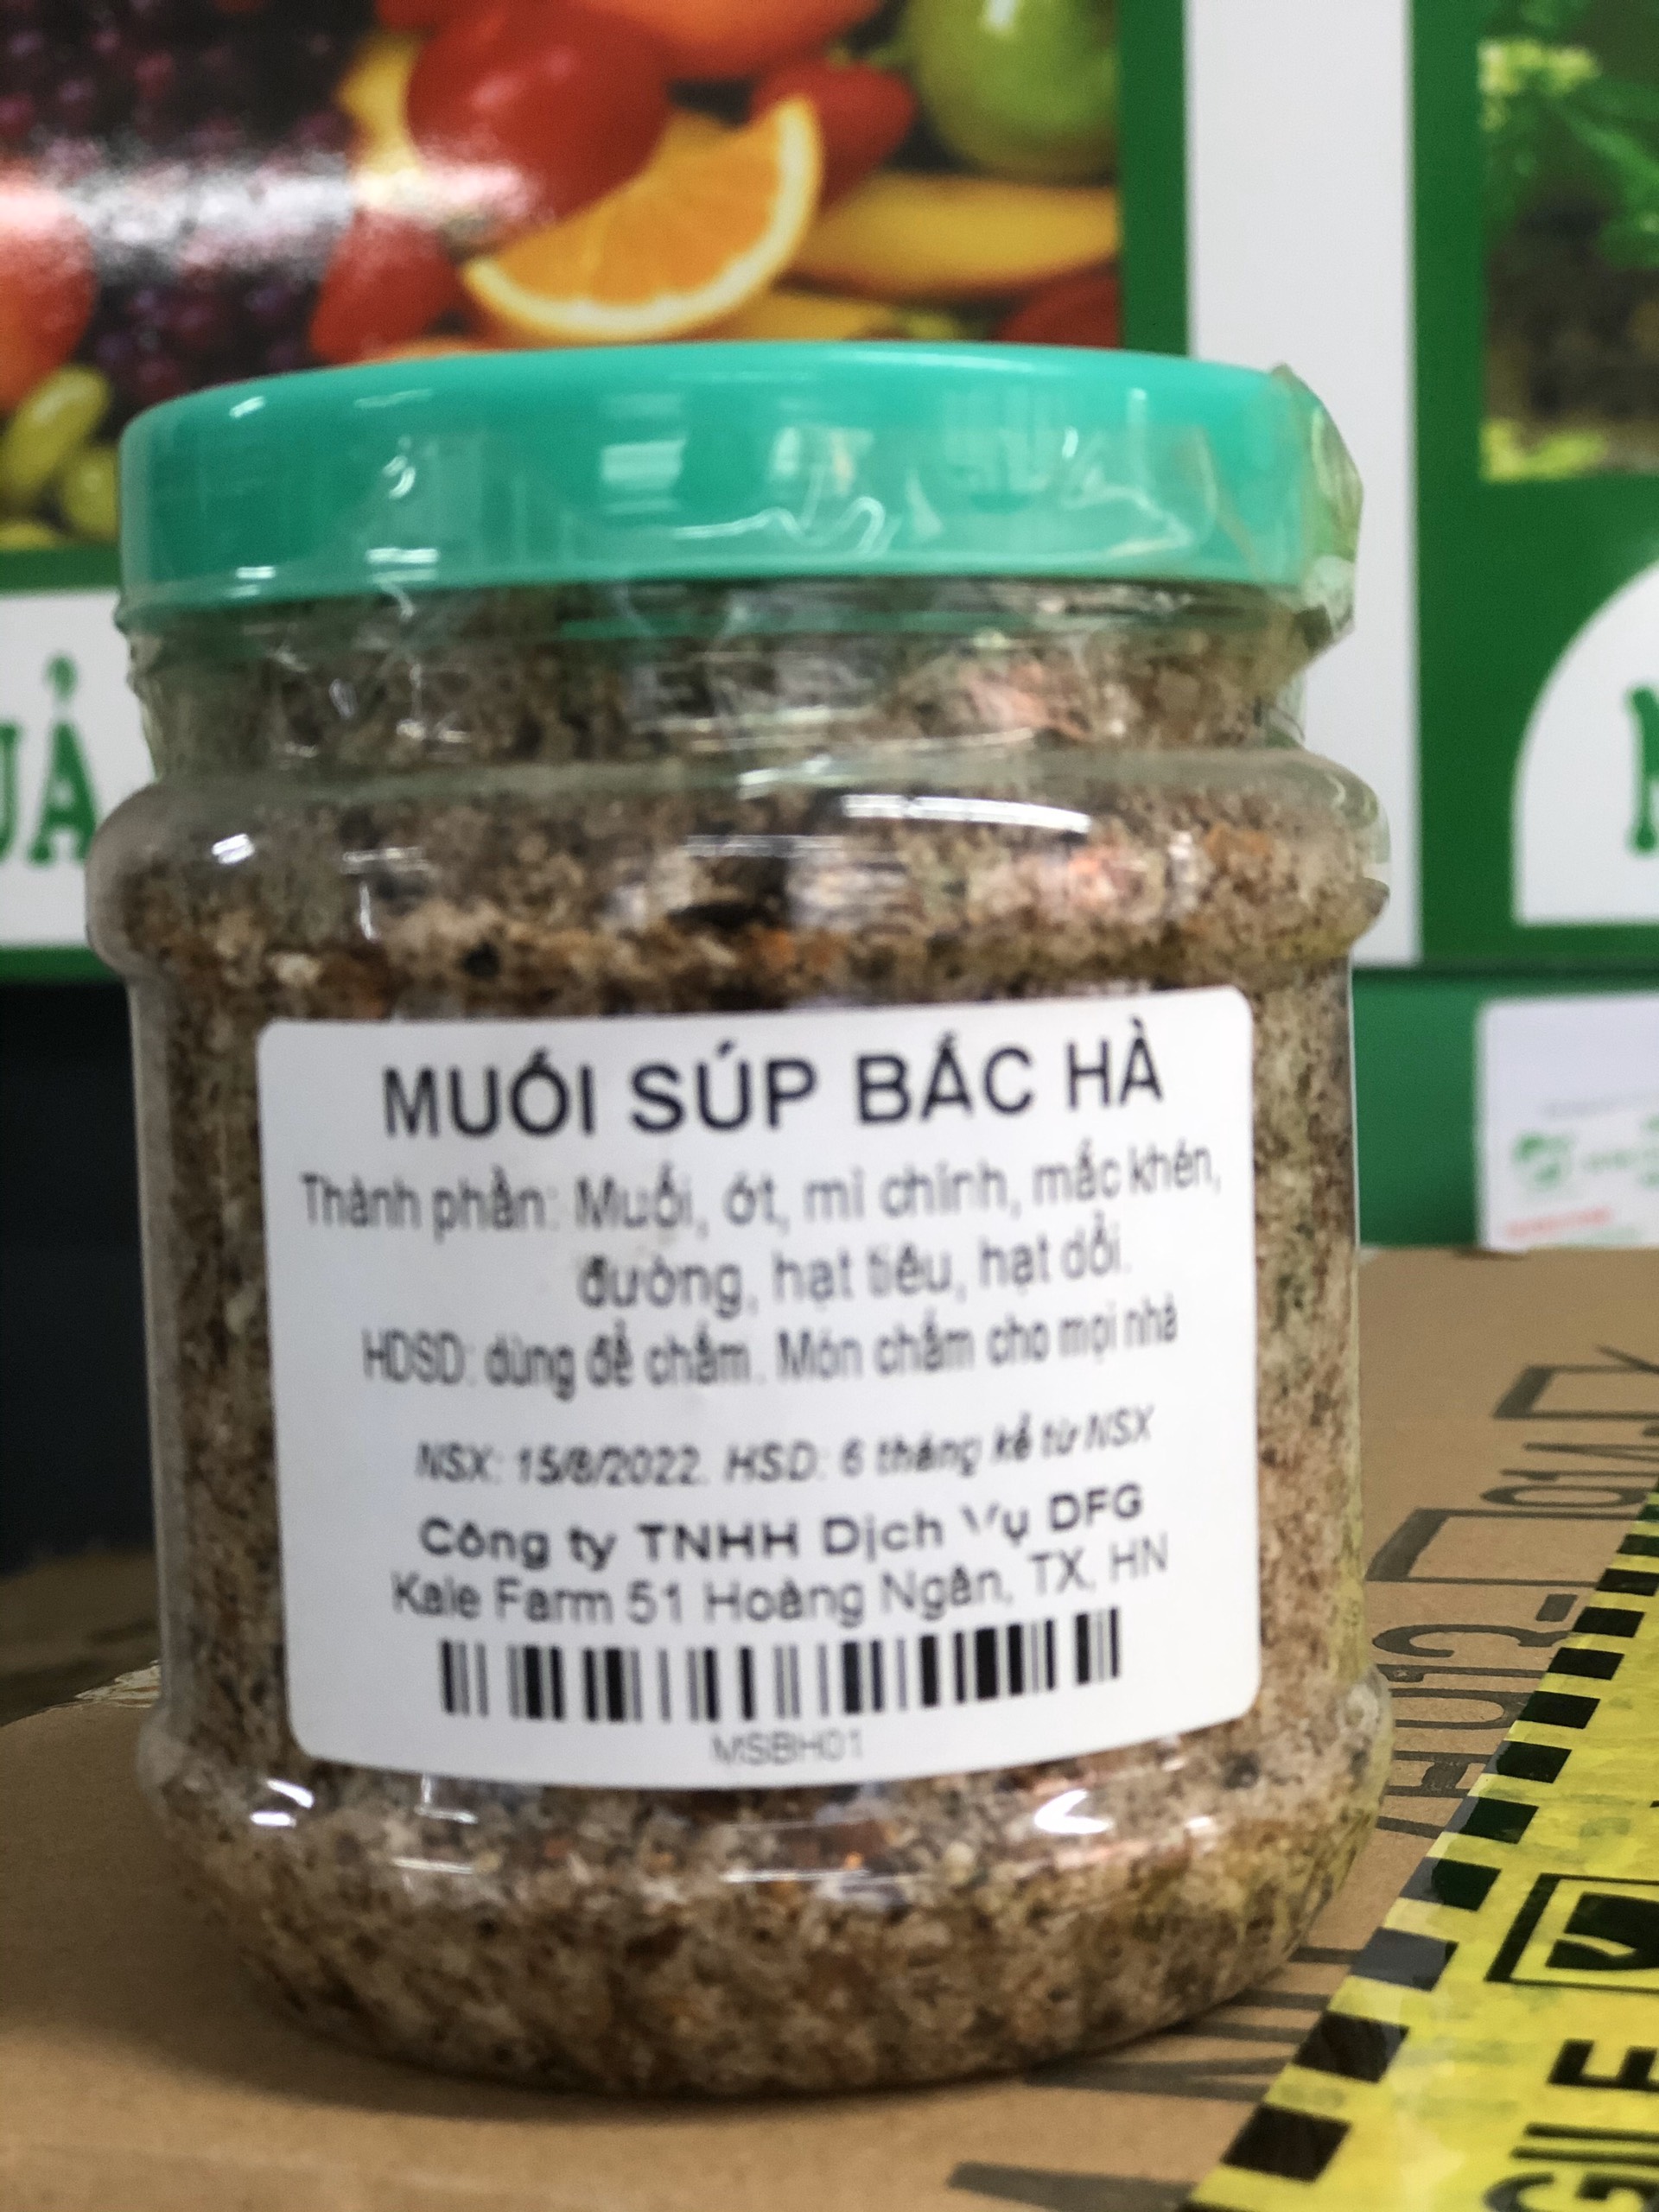 UẢ
MUỐI SÚP BẮC HÀ
Thành phần: Muối, ớt, mì chính, mắc khén,
đường, hạt tiêu, hạt dổi.
HDSD: dùng để chấm. Món chấm cho mọi nhà
NSX: 15/8/2022. HSD: 6 tháng kể từ NSX
Công ty TNHH Dịch Vụ DFG
Kale Farm 51 Hoàng Ngân, TX, HN
MSBH01
GILE